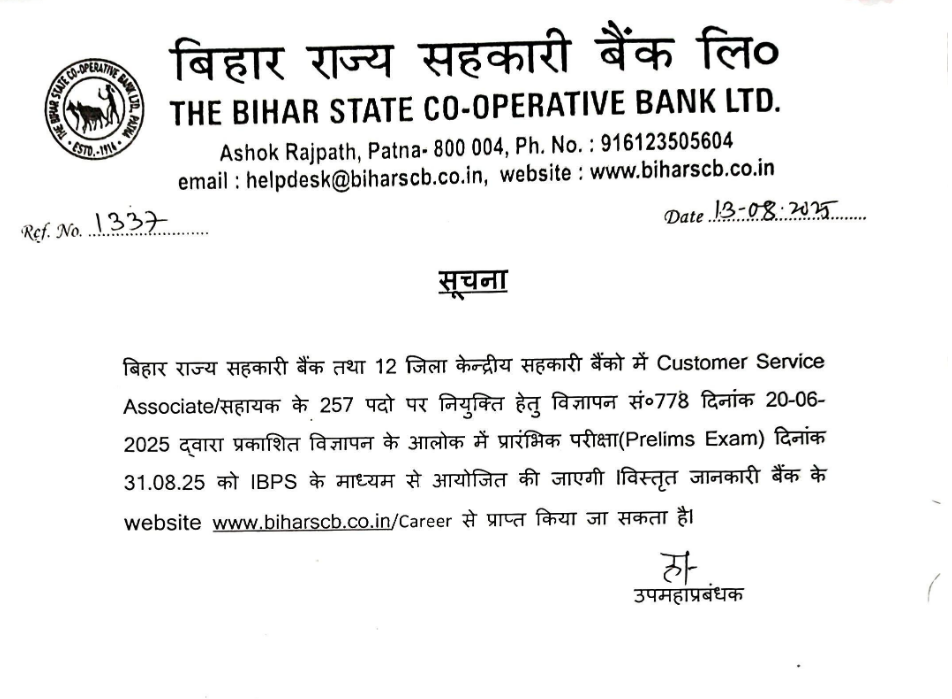 बिहार राज्य सहकारी बैंक लि०
THE BIHAR STATE CO-OPERATIVE BANK LTD.
THE BIHAR STATE CO-OPERATIVE BANK LTD., PATNA
ESTD.-1914
Ashok Rajpath, Patna- 800 004, Ph. No. : 916123505604
email : helpdesk@biharscb.co.in, website : www.biharscb.co.in
Ref. No. 1337
Date 13-08-2025
सूचना
बिहार राज्य सहकारी बैंक तथा 12 जिला केन्द्रीय सहकारी बैंको में Customer Service
Associate/सहायक के 257 पदो पर नियुक्ति हेतु विज्ञापन सं०778 दिनांक 20-06-
2025 द्वारा प्रकाशित विज्ञापन के आलोक में प्रारंभिक परीक्षा(Prelims Exam) दिनांक
31.08.25 को IBPS के माध्यम से आयोजित की जाएगी ।विस्तृत जानकारी बैंक के
website www.biharscb.co.in/Career से प्राप्त किया जा सकता है।
ह०/-
उपमहाप्रबंधक